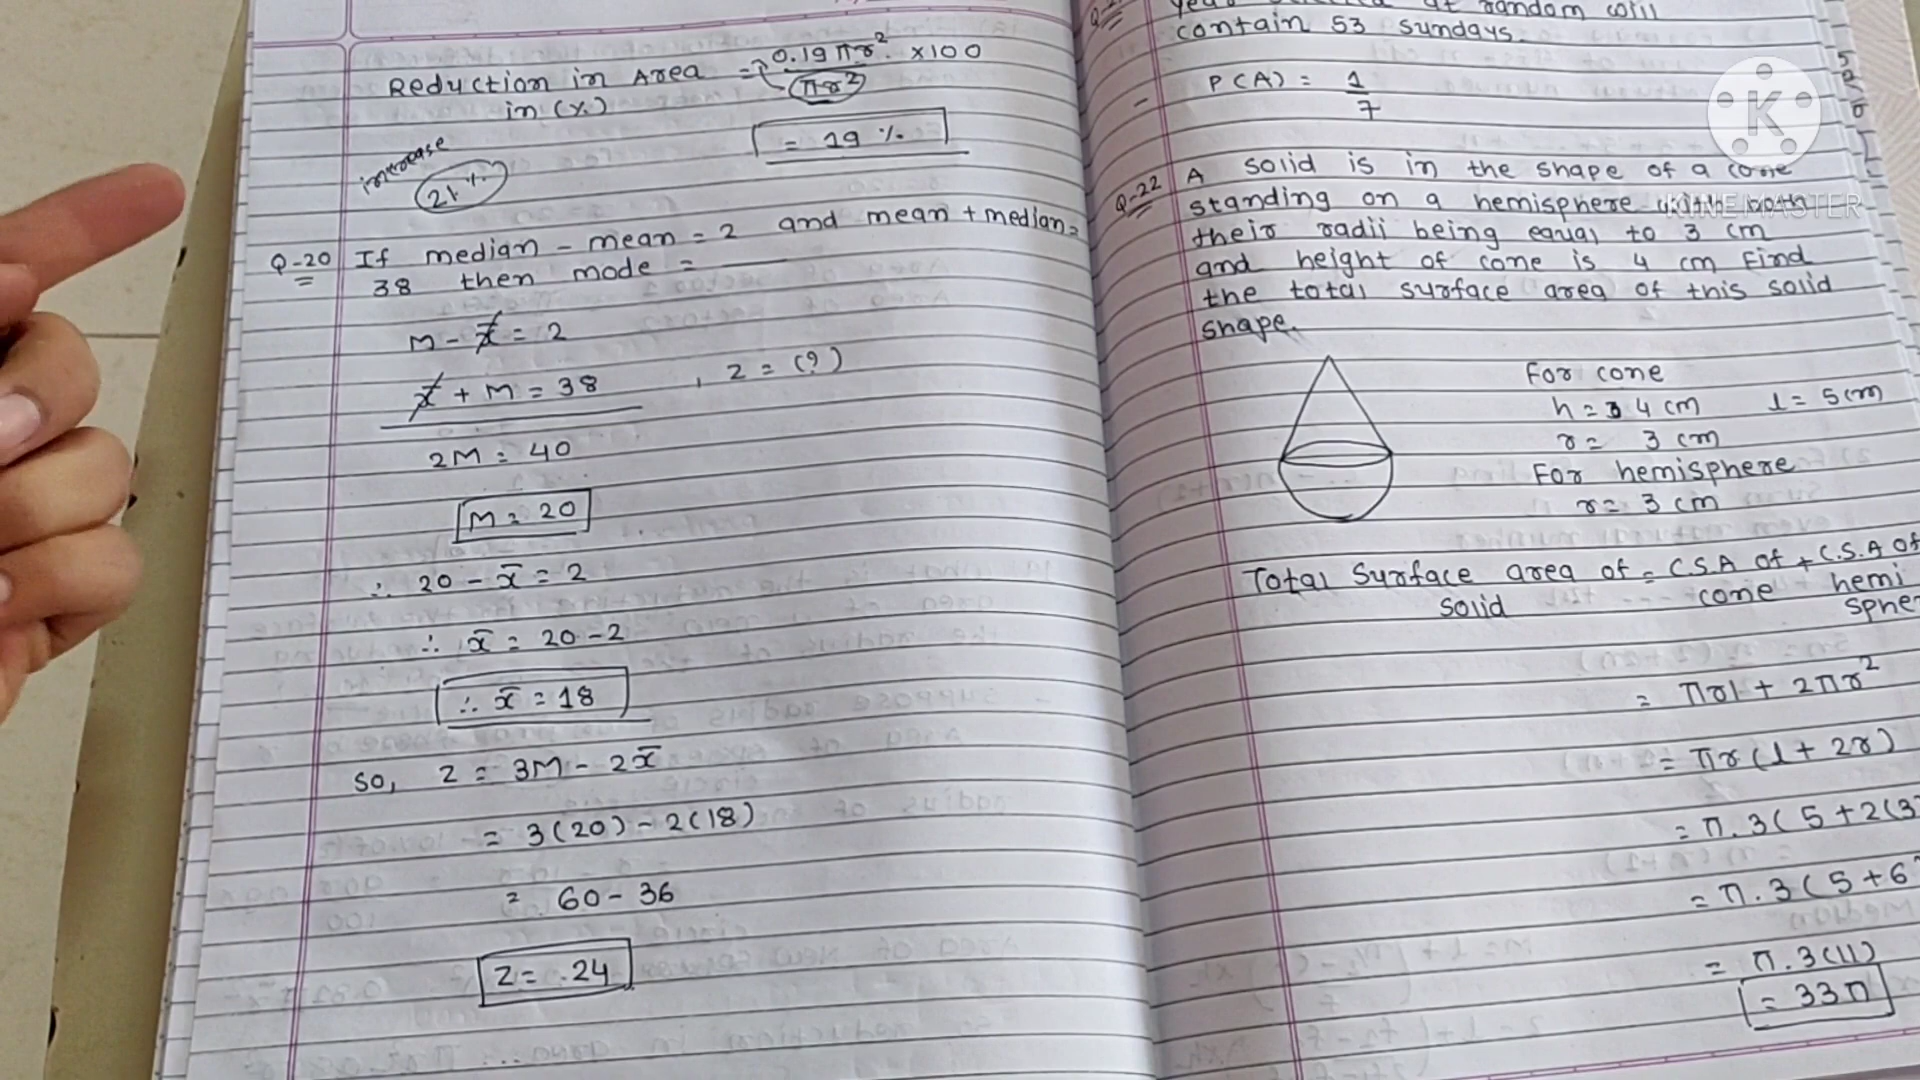 Reduction in Area = 0.19πr² × 100
in (%) πr²
= 19 %
increase
21 %
Q-20 If median - mean = 2 and mean + median =
38 then mode =
M - x̄ = 2
x̄ + M = 38 , Z = (?)
2M = 40
M = 20
∴ 20 - x̄ = 2
∴ x̄ = 20 - 2
∴ x̄ = 18
so, Z = 3M - 2x̄
= 3(20) - 2(18)
= 60 - 36
Z = 24
random will
contain 53 sundays.
P(A) = 1
7
K
KINEMASTER
Q-22 A solid is in the shape of a cone
standing on a hemisphere with both
their radii being equal to 3 cm
and height of cone is 4 cm Find
the total surface area of this solid
shape.
For cone
h = 4 cm l = 5 cm
r = 3 cm
For hemisphere
r = 3 cm
Total Surface area of = C.S.A of + C.S.A of
solid cone hemi
sphe
= πrl + 2πr²
= πr(l + 2r)
= π.3(5+2(3
= π.3(5+6
= π.3(11)
= 33π